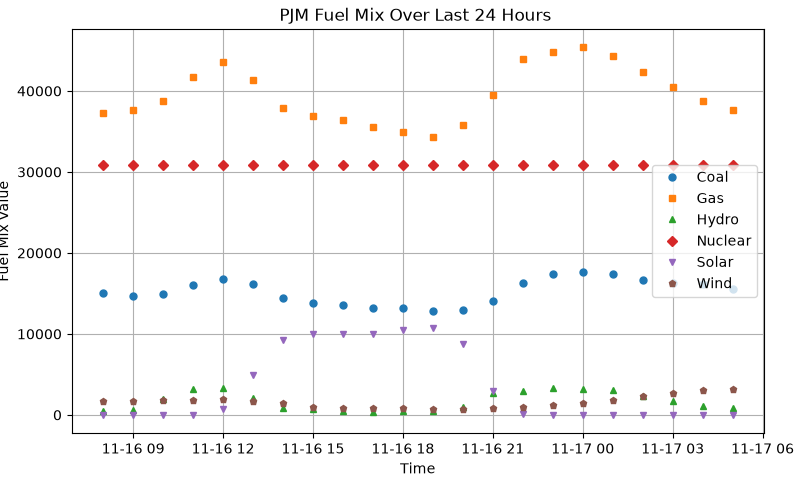 PJM Fuel Mix Over Last 24 Hours
40000
30000
20000
10000
0
Fuel Mix Value
Coal
Gas
Hydro
Nuclear
Solar
Wind
11-16 09
11-16 12
11-16 15
11-16 18
11-16 21
11-17 00
11-17 03
11-17 06
Time